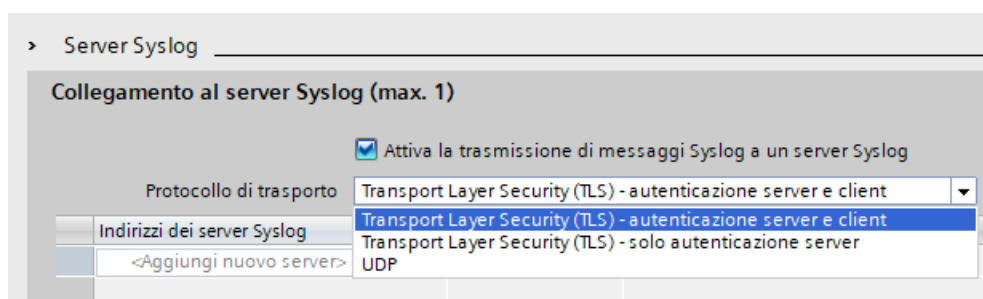 Server Syslog
Collegamento al server Syslog (max. 1)
Attiva la trasmissione di messaggi Syslog a un server Syslog
Protocollo di trasporto Transport Layer Security (TLS) - autenticazione server e client
Transport Layer Security (TLS) - autenticazione server e client
Indirizzi dei server Syslog
Transport Layer Security (TLS) - solo autenticazione server
<Aggiungi nuovo server>
UDP